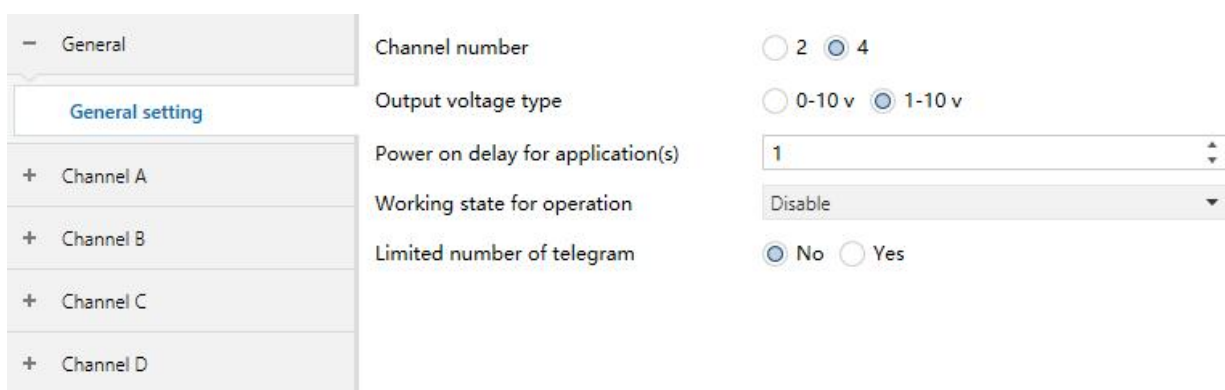 General
General setting
Channel A
Channel B
Channel C
Channel D
Channel number 2 4
Output voltage type 0-10 v 1-10 v
Power on delay for application(s) 1
Working state for operation Disable
Limited number of telegram No Yes